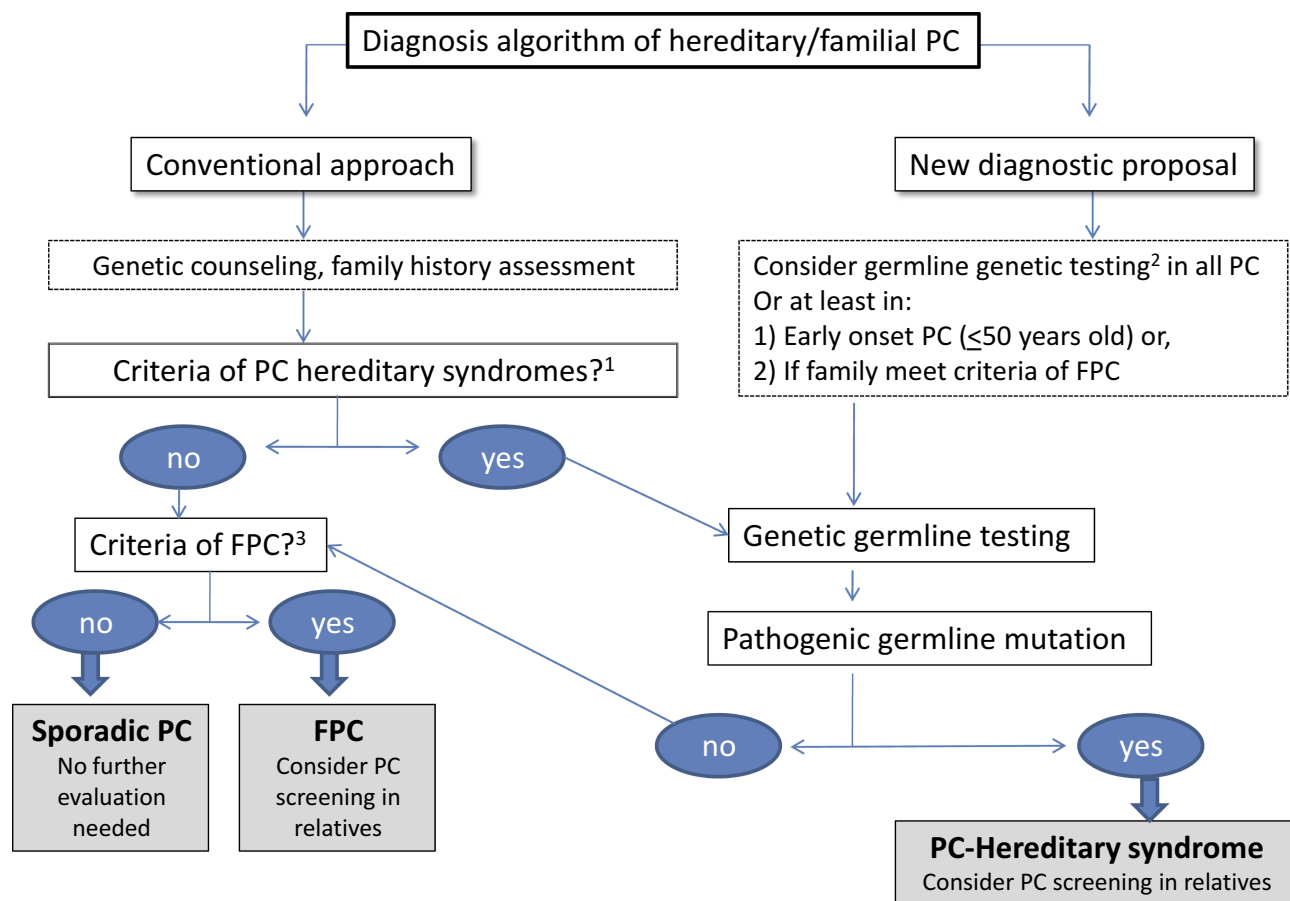 Diagnosis algorithm of hereditary/familial PC
Conventional approach
New diagnostic proposal
Genetic counseling, family history assessment
Consider germline genetic testing² in all PC
Or at least in:
1) Early onset PC (≤50 years old) or,
2) If family meet criteria of FPC
Criteria of PC hereditary syndromes?¹
no
yes
Criteria of FPC?³
Genetic germline testing
no
yes
Pathogenic germline mutation
Sporadic PC
No further
evaluation
needed
FPC
Consider PC
screening in
relatives
no
yes
PC-Hereditary syndrome
Consider PC screening in relatives